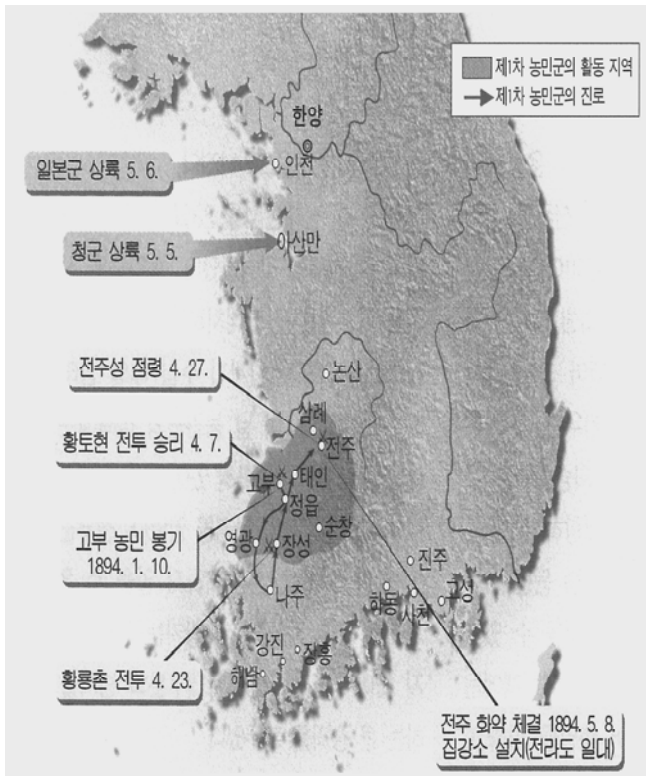 제1차 농민군의 활동 지역
제1차 농민군의 진로
한양
일본군 상륙 5. 6.
인천
청군 상륙 5. 5.
아산만
전주성 점령 4. 27.
논산
삼례
전주
황토현 전투 승리 4. 7.
태인
고부
정읍
순창
고부 농민 봉기
1894. 1. 10.
영광
장성
진주
나주
하동
사천
고성
강진
장흥
해남
황룡촌 전투 4. 23.
전주 화약 체결 1894. 5. 8.
집강소 설치(전라도 일대)